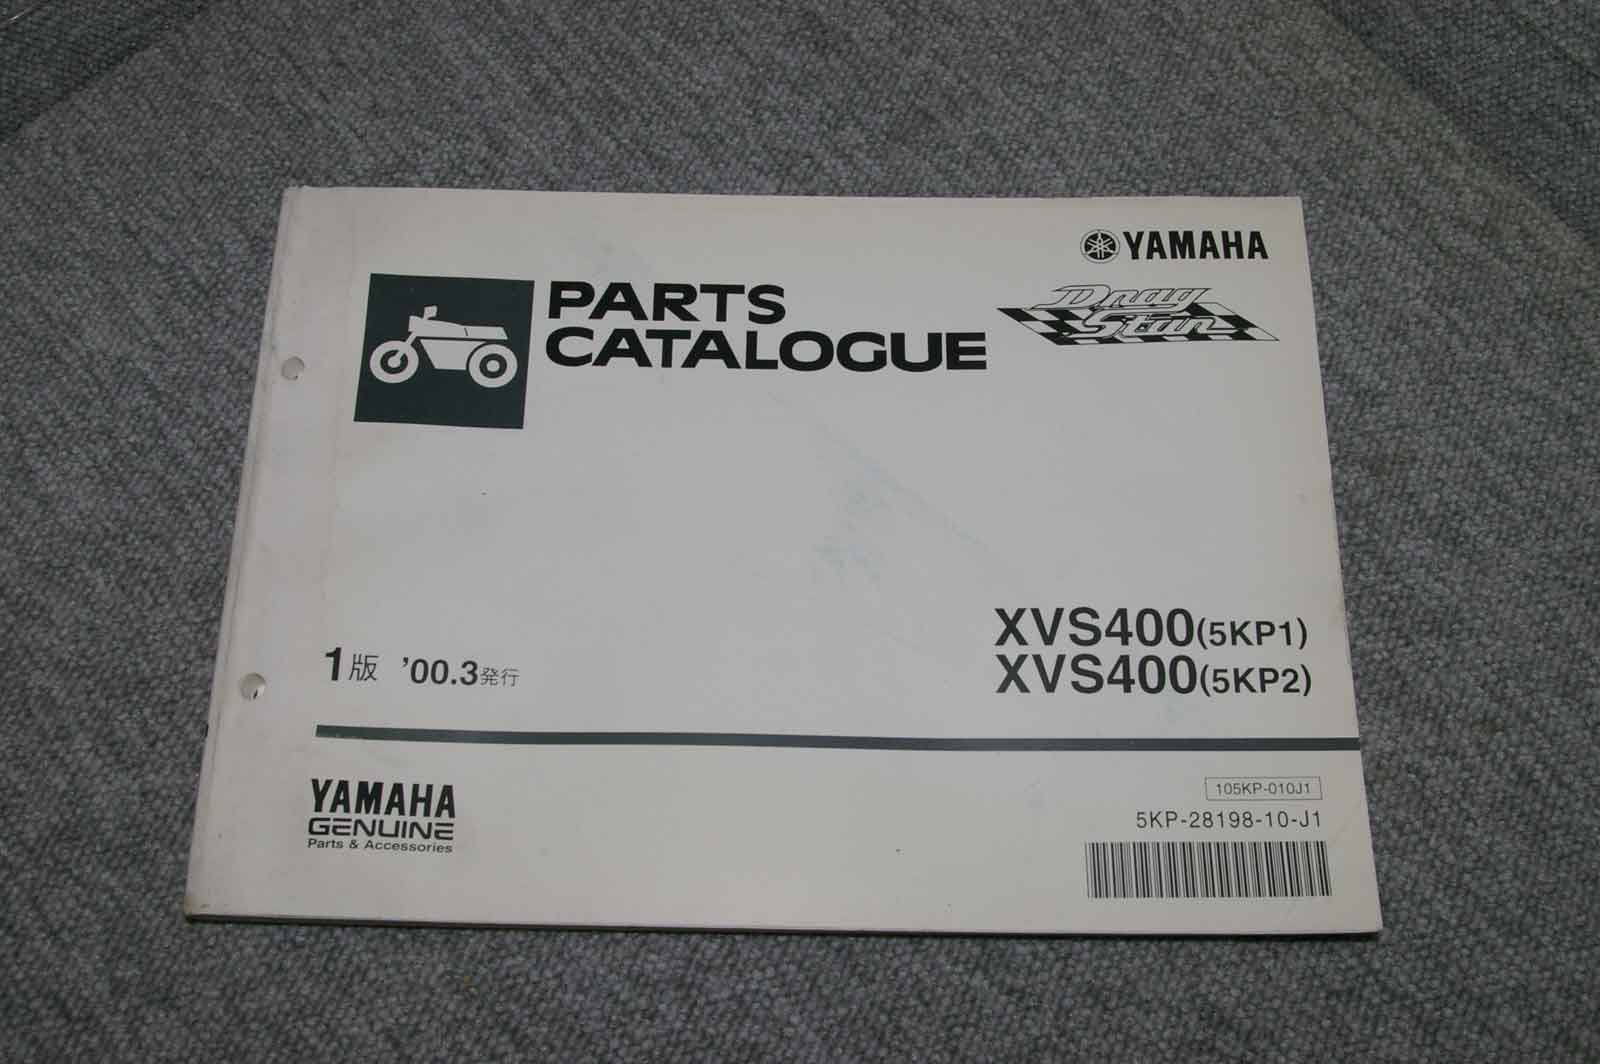 YAMAHA
PARTS
CATALOGUE
Drag
Star
XVS400(5KP1)
XVS400(5KP2)
1版 '00.3発行
YAMAHA
GENUINE
Parts & Accessories
105KP-010J1
5KP-28198-10-J1